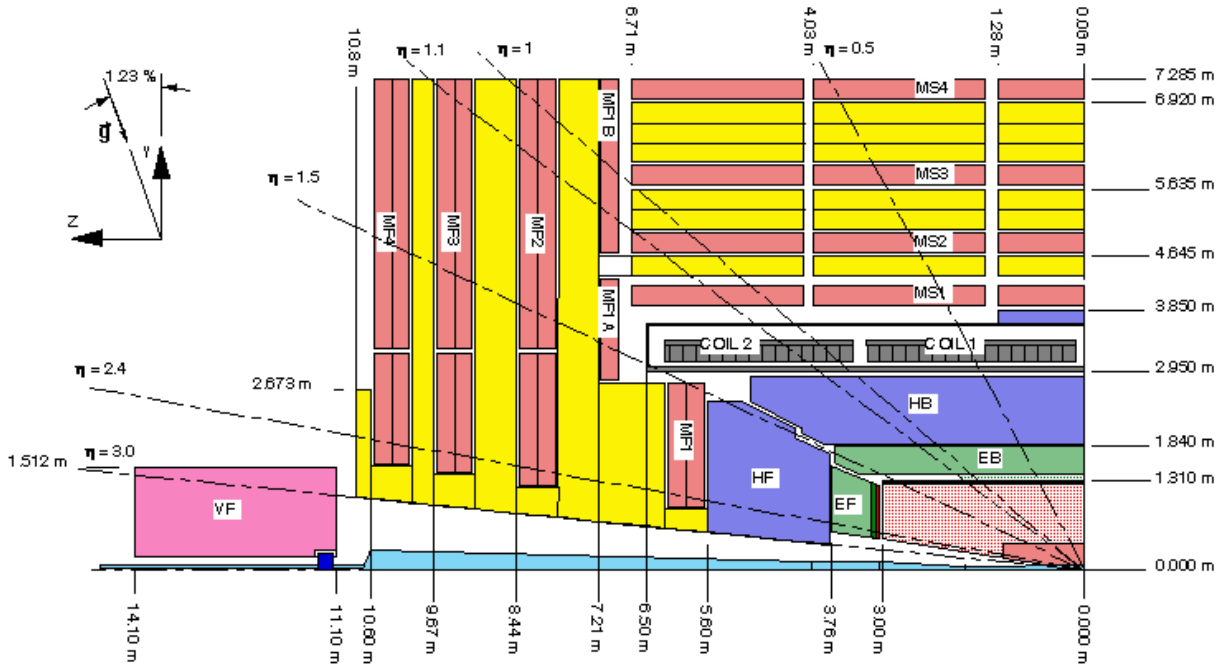 10.8 m
η = 1.1
η = 1
6.71 m
4.03 m
η = 0.5
1.28 m
0.00 m
1.23 %
g
Y
Z
η = 1.5
MF4
MF3
MF2
MF1 B
MF1 A
MS4
MS3
MS2
MS1
7.285 m
6.920 m
5.635 m
4.645 m
3.850 m
COIL 2
COIL 1
2.950 m
η = 2.4
2.673 m
HB
MF1
1.840 m
EB
η = 3.0
1.512 m
HF
1.310 m
VF
EF
0.000 m
14.10 m
11.10 m
10.60 m
9.67 m
8.44 m
7.21 m
6.50 m
5.60 m
3.76 m
3.00 m
0.000 m